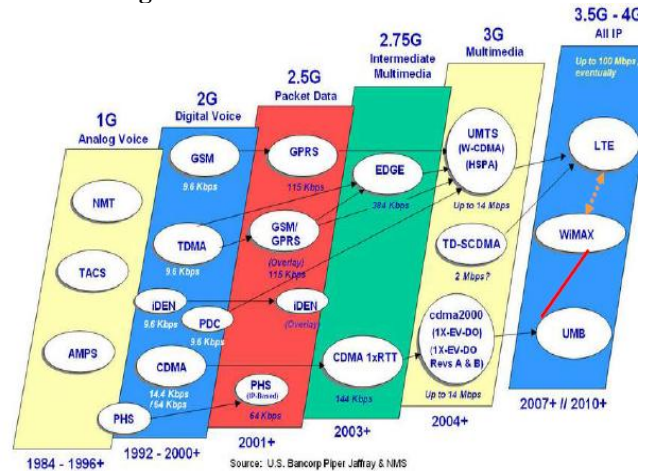 1G
Analog Voice
NMT
TACS
AMPS
1984 - 1996+
2G
Digital Voice
GSM
9.6 Kbps
TDMA
9.6 Kbps
iDEN
9.6 Kbps
PDC
9.6 Kbps
CDMA
14.4 Kbps
/ 64 Kbps
PHS
1992 - 2000+
2.5G
Packet Data
GPRS
115 Kbps
GSM/
GPRS
(Overlay)
115 Kbps
iDEN
(Overlay)
PHS
(IP-Based)
64 Kbps
2001+
2.75G
Intermediate
Multimedia
EDGE
384 Kbps
CDMA 1xRTT
144 Kbps
2003+
3G
Multimedia
UMTS
(W-CDMA)
(HSPA)
Up to 14 Mbps
TD-SCDMA
2 Mbps?
cdma2000
(1X-EV-DO)
(1X-EV-DO
Revs A & B)
Up to 14 Mbps
2004+
3.5G - 4G
All IP
Up to 100 Mbps,
eventually
LTE
WiMAX
UMB
2007+ // 2010+
Source: U.S. Bancorp Piper Jaffray & NMS